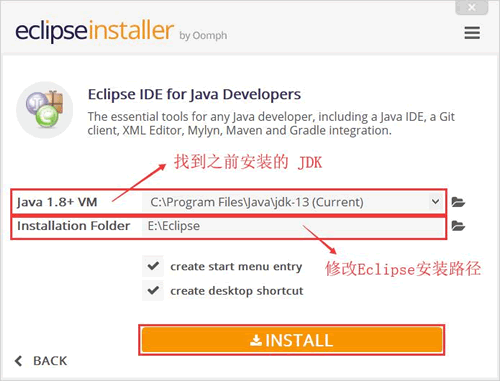 eclipseinstaller by Oomph
Eclipse IDE for Java Developers
The essential tools for any Java developer, including a Java IDE, a Git
client, XML Editor, Mylyn, Maven and Gradle integration.
找到之前安装的 JDK
Java 1.8+ VM C:\Program Files\Java\jdk-13 (Current)
Installation Folder E:\Eclipse
修改Eclipse安装路径
create start menu entry
create desktop shortcut
INSTALL
BACK